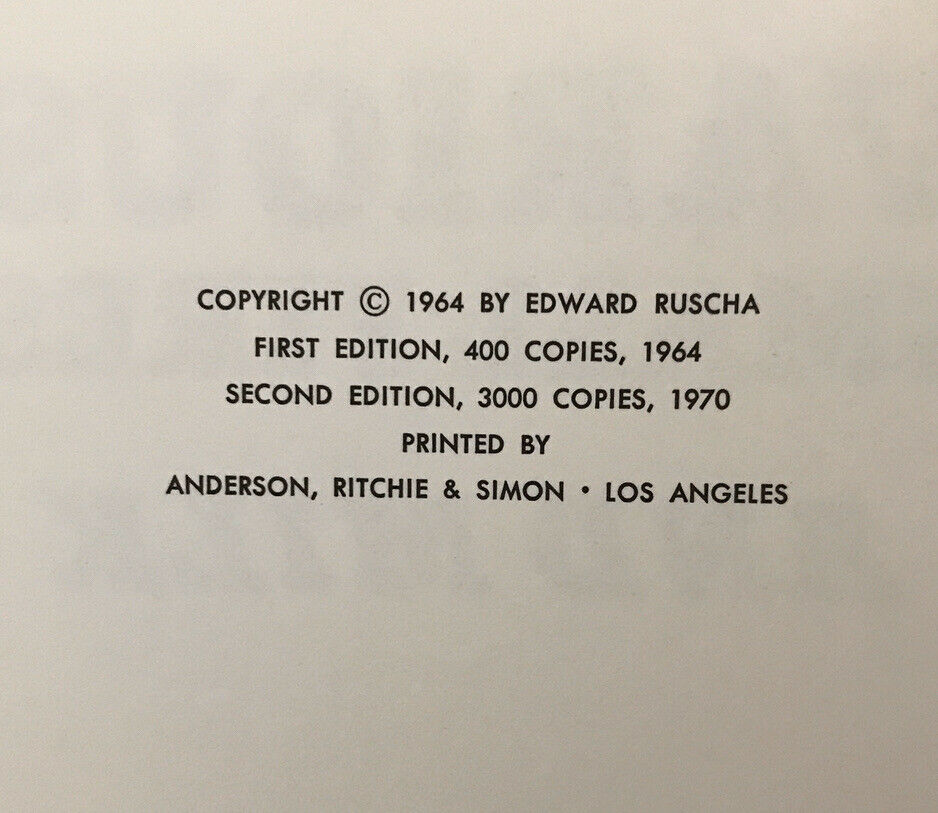 COPYRIGHT © 1964 BY EDWARD RUSCHA
FIRST EDITION, 400 COPIES, 1964
SECOND EDITION, 3000 COPIES, 1970
PRINTED BY
ANDERSON, RITCHIE & SIMON • LOS ANGELES